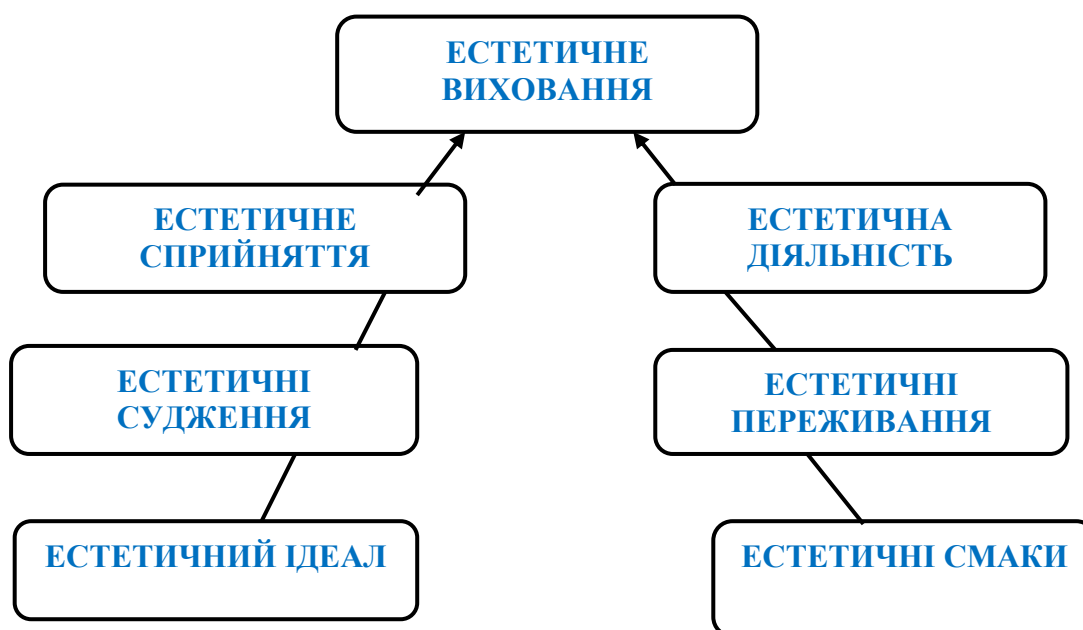 ЕСТЕТИЧНЕ
ВИХОВАННЯ
ЕСТЕТИЧНЕ
СПРИЙНЯТТЯ
ЕСТЕТИЧНА
ДІЯЛЬНІСТЬ
ЕСТЕТИЧНІ
СУДЖЕННЯ
ЕСТЕТИЧНІ
ПЕРЕЖИВАННЯ
ЕСТЕТИЧНИЙ ІДЕАЛ
ЕСТЕТИЧНІ СМАКИ